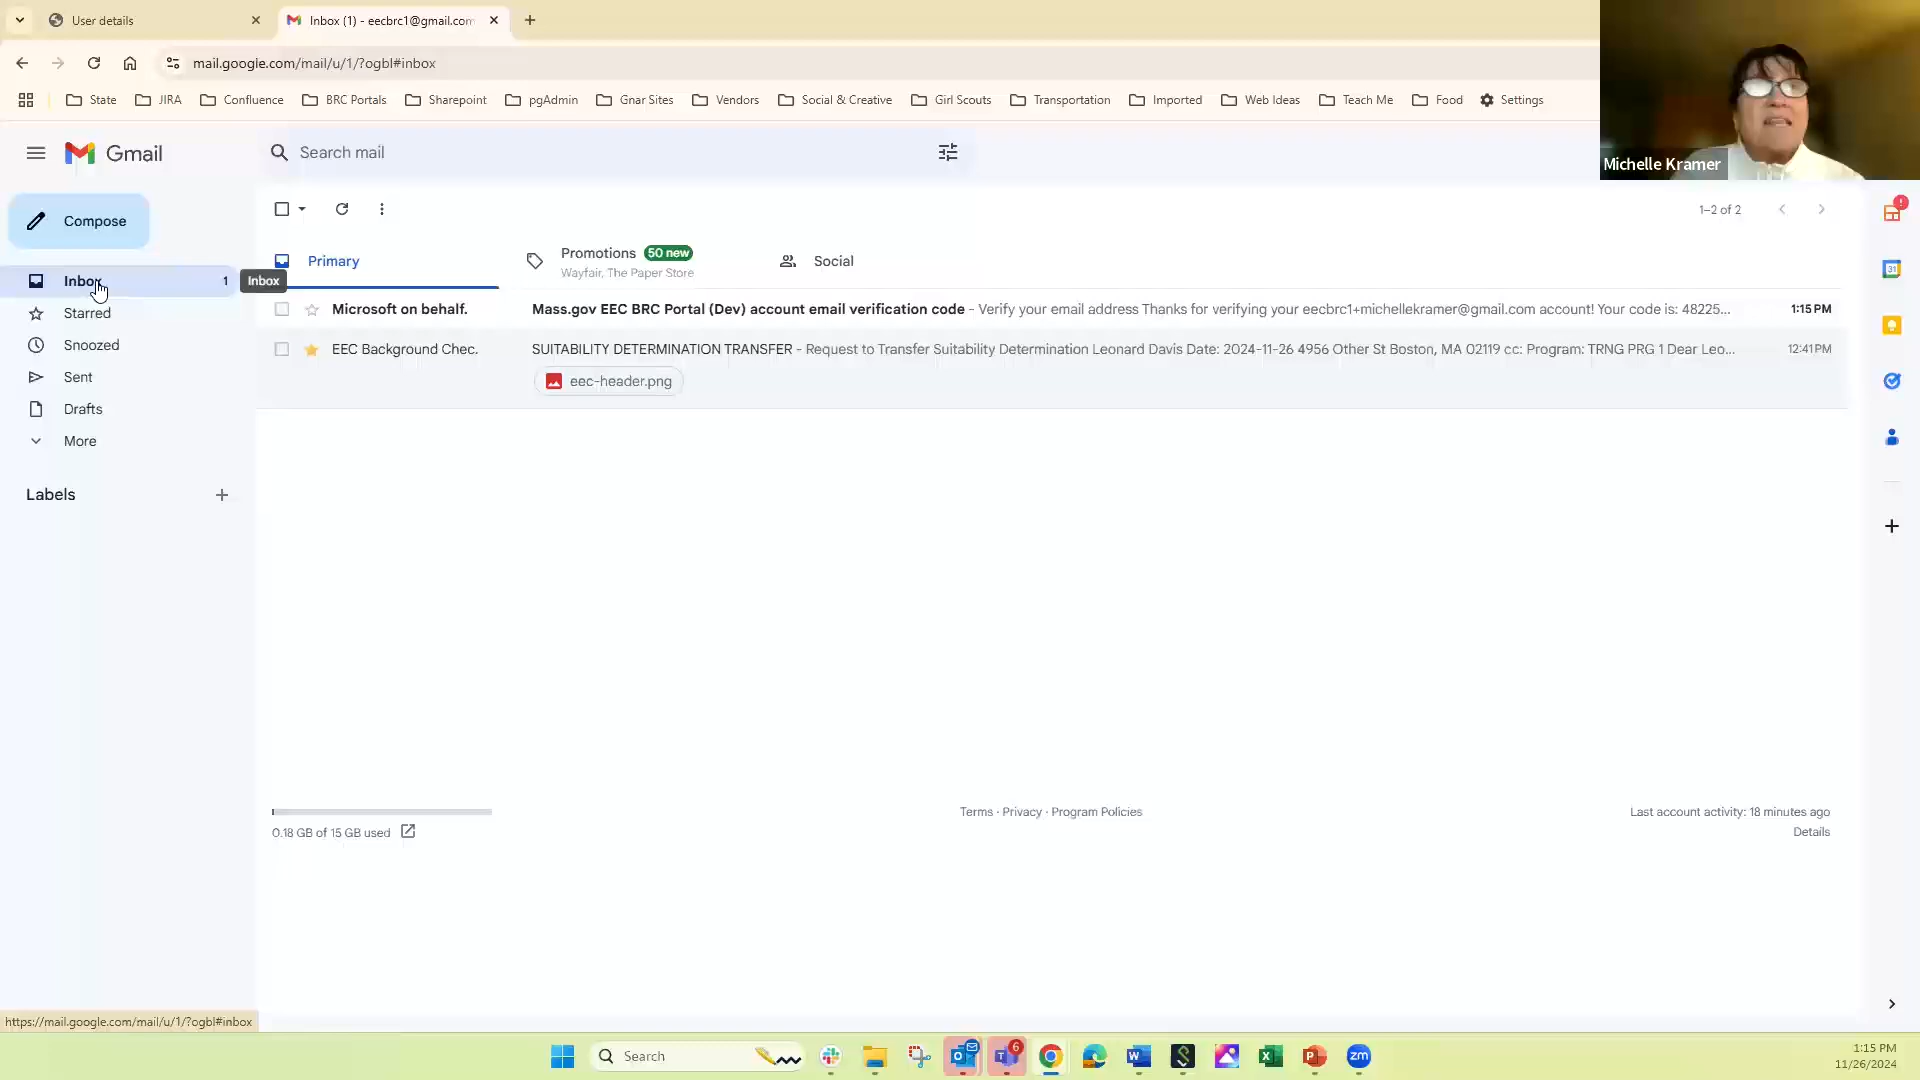 User details
Inbox (1) - eecbrc1@gmail.com
mail.google.com/mail/u/1/?ogbl#inbox
State
JIRA
Confluence
BRC Portals
Sharepoint
pgAdmin
Gnar Sites
Vendors
Social & Creative
Girl Scouts
Transportation
Imported
Web Ideas
Teach Me
Food
Settings
Michelle Kramer
Gmail
Search mail
Compose
1–2 of 2
Primary
Promotions 50 new
Wayfair, The Paper Store
Social
Inbox 1
Inbox
Starred
Snoozed
Sent
Drafts
More
Labels
Microsoft on behalf. Mass.gov EEC BRC Portal (Dev) account email verification code - Verify your email address Thanks for verifying your eecbrc1+michellekramer@gmail.com account! Your code is: 48225... 1:15 PM
EEC Background Chec. SUITABILITY DETERMINATION TRANSFER - Request to Transfer Suitability Determination Leonard Davis Date: 2024-11-26 4956 Other St Boston, MA 02119 cc: Program: TRNG PRG 1 Dear Leo... 12:41 PM
eec-header.png
0.18 GB of 15 GB used
Terms · Privacy · Program Policies
Last account activity: 18 minutes ago
Details
https://mail.google.com/mail/u/1/?ogbl#inbox
Search
6
zm
1:15 PM
11/26/2024